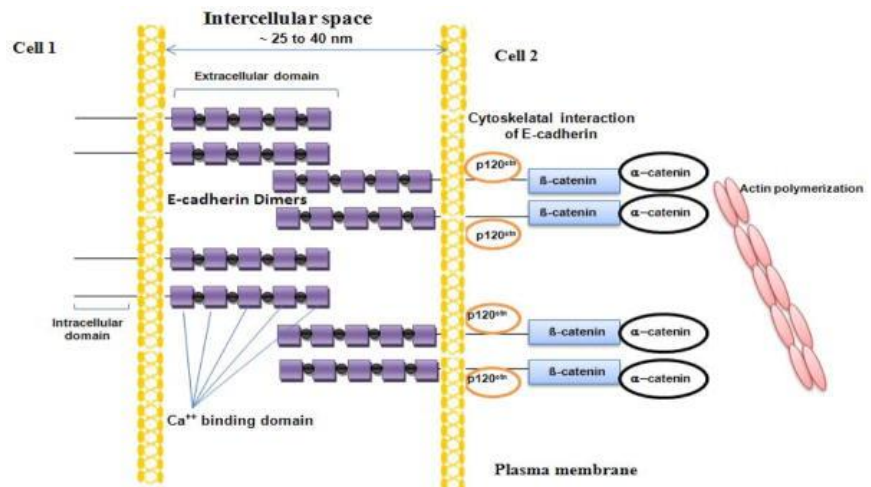 Intercellular space
~ 25 to 40 nm
Cell 1
Cell 2
Extracellular domain
Cytoskelatal interaction
of E-cadherin
p120ctn
ß-catenin
α-catenin
Actin polymerization
E-cadherin Dimers
ß-catenin
α-catenin
p120ctn
Intracellular
domain
p120ctn
ß-catenin
α-catenin
ß-catenin
α-catenin
p120ctn
Ca++ binding domain
Plasma membrane